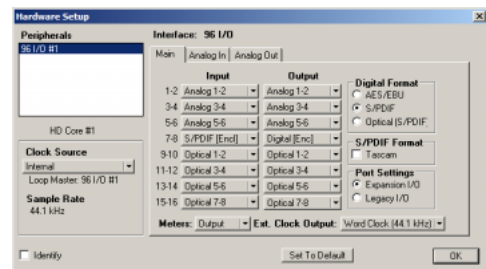 Hardware Setup
Peripherals
96 I/O #1
HD Core #1
Clock Source
Internal
Loop Master: 96 I/O #1
Sample Rate
44.1 kHz
Identify
Interface: 96 I/O
Main Analog In Analog Out
Input Output
1-2 Analog 1-2 Analog 1-2
3-4 Analog 3-4 Analog 3-4
5-6 Analog 5-6 Analog 5-6
7-8 S/PDIF [Encl] Digital [Enc]
9-10 Optical 1-2 Optical 1-2
11-12 Optical 3-4 Optical 3-4
13-14 Optical 5-6 Optical 5-6
15-16 Optical 7-8 Optical 7-8
Digital Format
AES/EBU
S/PDIF
Optical (S/PDIF
S/PDIF Format
Tascam
Port Settings
Expansion I/O
Legacy I/O
Meters: Output Ext. Clock Output: Word Clock (44.1 kHz)
Set To Default
OK